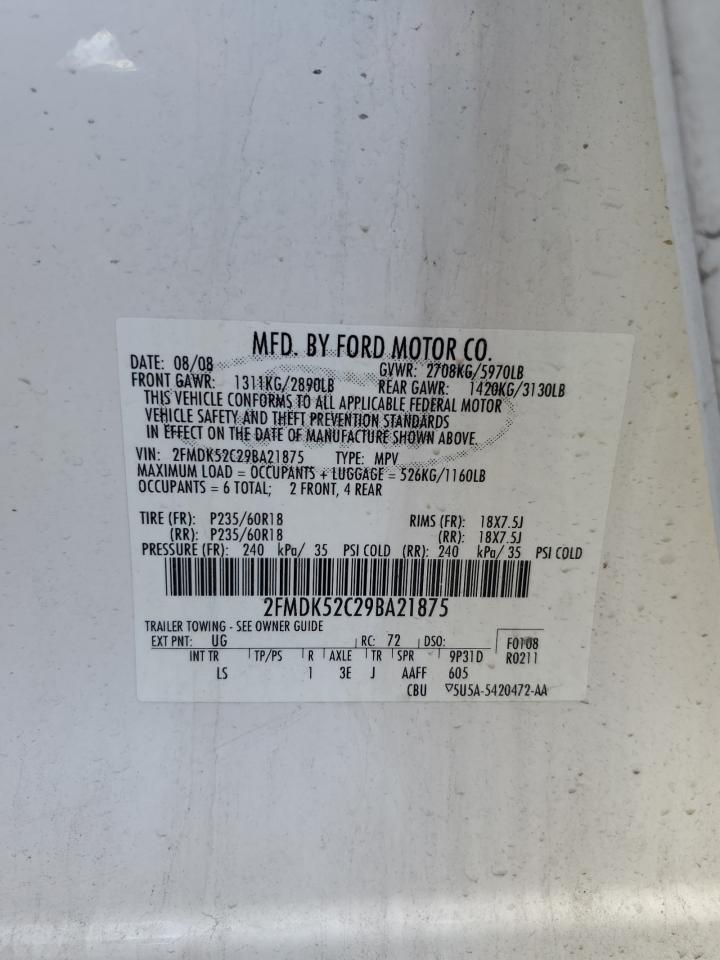 MFD. BY FORD MOTOR CO.
DATE: 08/08 GVWR: 2708KG/5970LB
FRONT GAWR: 1311KG/2890LB REAR GAWR: 1420KG/3130LB
THIS VEHICLE CONFORMS TO ALL APPLICABLE FEDERAL MOTOR
VEHICLE SAFETY AND THEFT PREVENTION STANDARDS
IN EFFECT ON THE DATE OF MANUFACTURE SHOWN ABOVE.
VIN: 2FMDK52C29BA21875 TYPE: MPV
MAXIMUM LOAD = OCCUPANTS + LUGGAGE = 526KG/1160LB
OCCUPANTS = 6 TOTAL; 2 FRONT, 4 REAR
TIRE (FR): P235/60R18 RIMS (FR): 18X7.5J
(RR): P235/60R18 (RR): 18X7.5J
PRESSURE (FR): 240 kPa/ 35 PSI COLD (RR): 240 kPa/ 35 PSI COLD
2FMDK52C29BA21875
TRAILER TOWING - SEE OWNER GUIDE
EXT PNT: UG RC: 72 DSO: F0108
INT TR TP/PS R AXLE TR SPR 9P31D R0211
LS 1 3E J AAFF 605
CBU ▽5U5A-5420472-AA